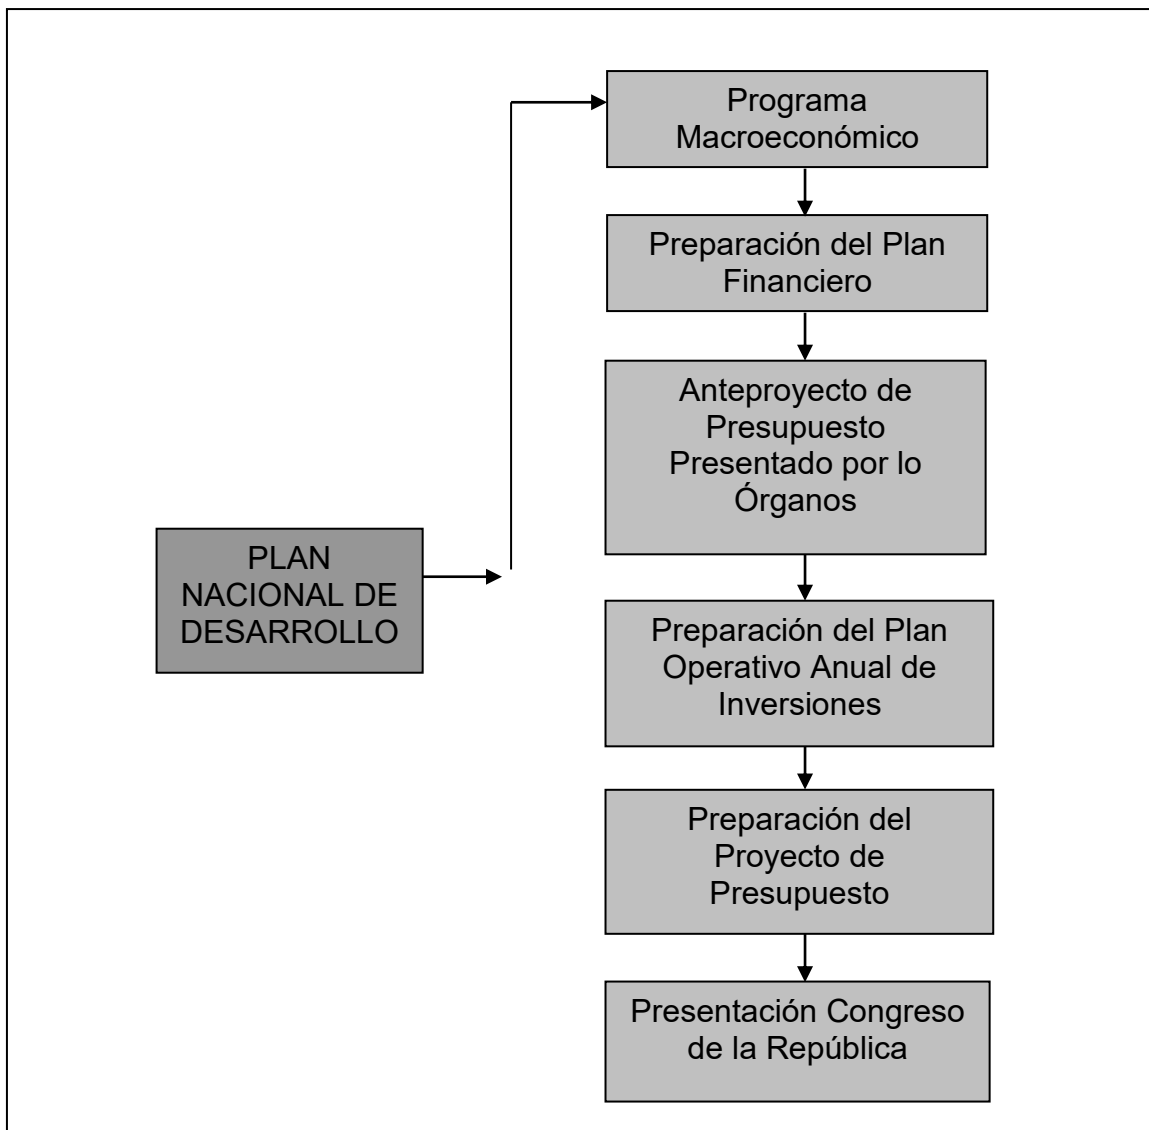 Programa
Macroeconómico
Preparación del Plan
Financiero
Anteproyecto de
Presupuesto
Presentado por lo
Órganos
PLAN
NACIONAL DE
DESARROLLO
Preparación del Plan
Operativo Anual de
Inversiones
Preparación del
Proyecto de
Presupuesto
Presentación Congreso
de la República